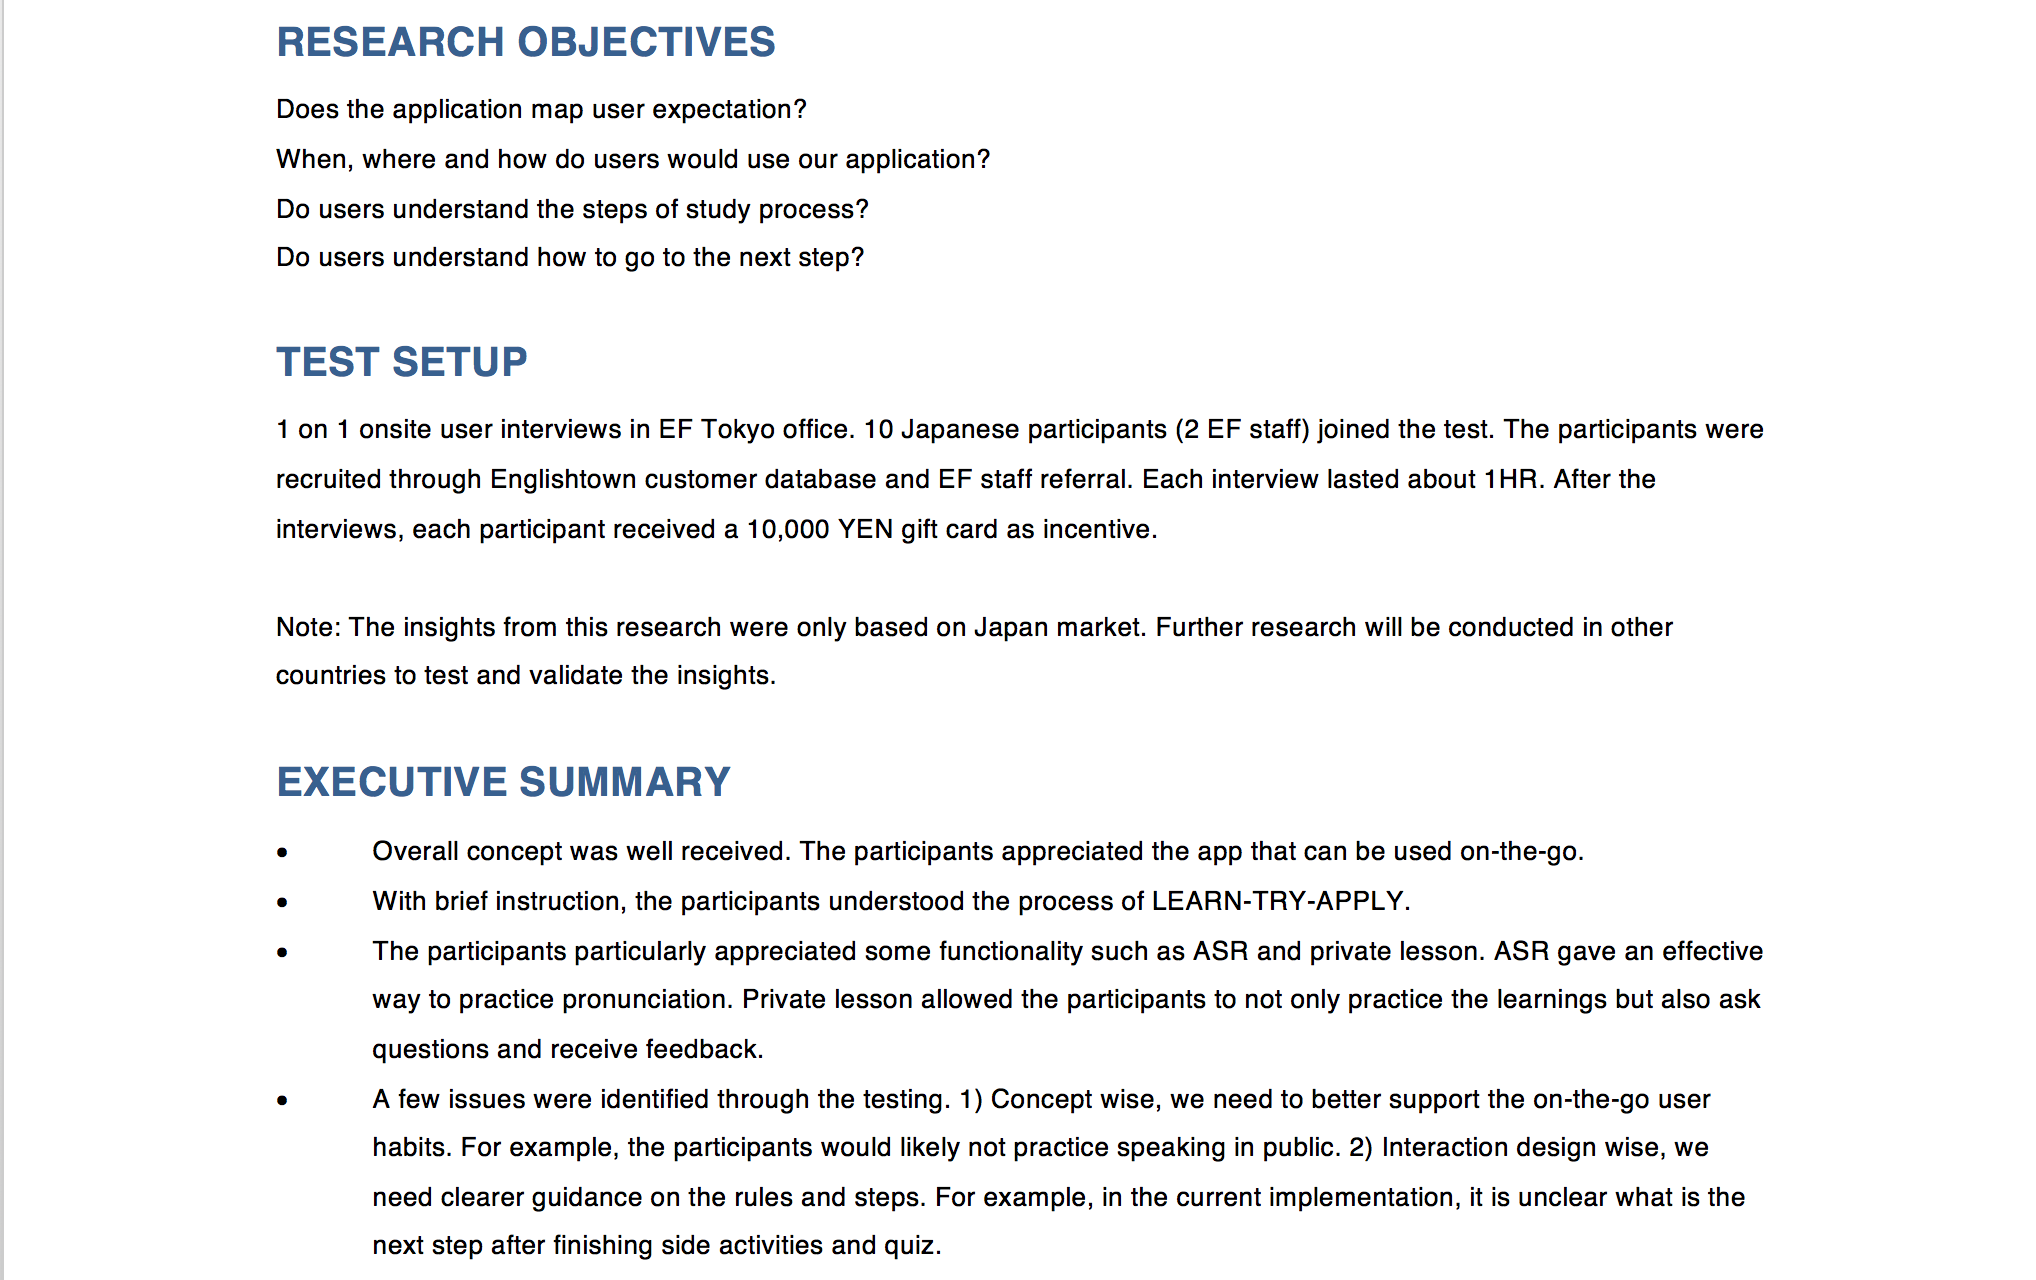 RESEARCH OBJECTIVES
Does the application map user expectation?
When, where and how do users would use our application?
Do users understand the steps of study process?
Do users understand how to go to the next step?
TEST SETUP
1 on 1 onsite user interviews in EF Tokyo office. 10 Japanese participants (2 EF staff) joined the test. The participants were
recruited through Englishtown customer database and EF staff referral. Each interview lasted about 1HR. After the
interviews, each participant received a 10,000 YEN gift card as incentive.
Note: The insights from this research were only based on Japan market. Further research will be conducted in other
countries to test and validate the insights.
EXECUTIVE SUMMARY
• Overall concept was well received. The participants appreciated the app that can be used on-the-go.
• With brief instruction, the participants understood the process of LEARN-TRY-APPLY.
• The participants particularly appreciated some functionality such as ASR and private lesson. ASR gave an effective
way to practice pronunciation. Private lesson allowed the participants to not only practice the learnings but also ask
questions and receive feedback.
• A few issues were identified through the testing. 1) Concept wise, we need to better support the on-the-go user
habits. For example, the participants would likely not practice speaking in public. 2) Interaction design wise, we
need clearer guidance on the rules and steps. For example, in the current implementation, it is unclear what is the
next step after finishing side activities and quiz.